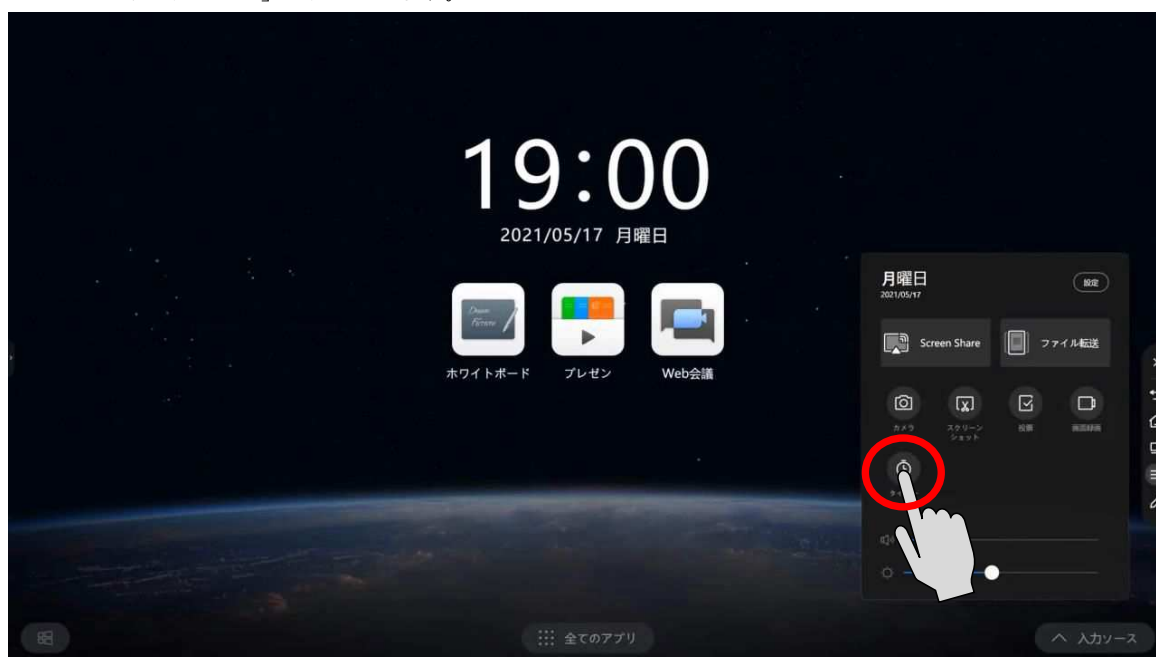 19:00
2021/05/17 月曜日
ホワイトボード
プレゼン
Web会議
月曜日
2021/05/17
設定
Screen Share
ファイル転送
カメラ
スクリーン
ショット
投票
画面録画
全てのアプリ
入力ソース